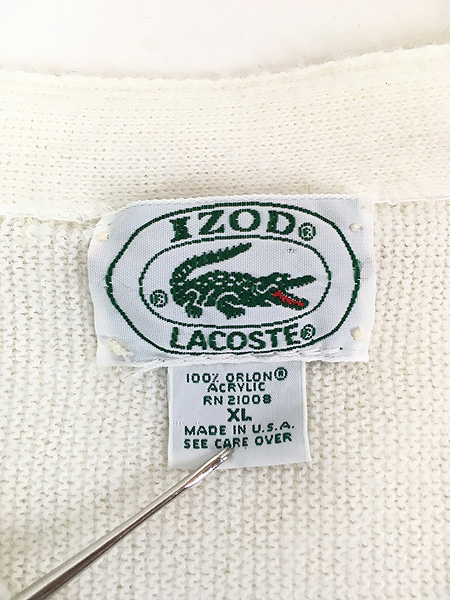 IZOD®
®
LACOSTE®
100% ORLON®
ACRYLIC
RN 21008
XL
MADE IN U.S.A.
SEE CARE OVER